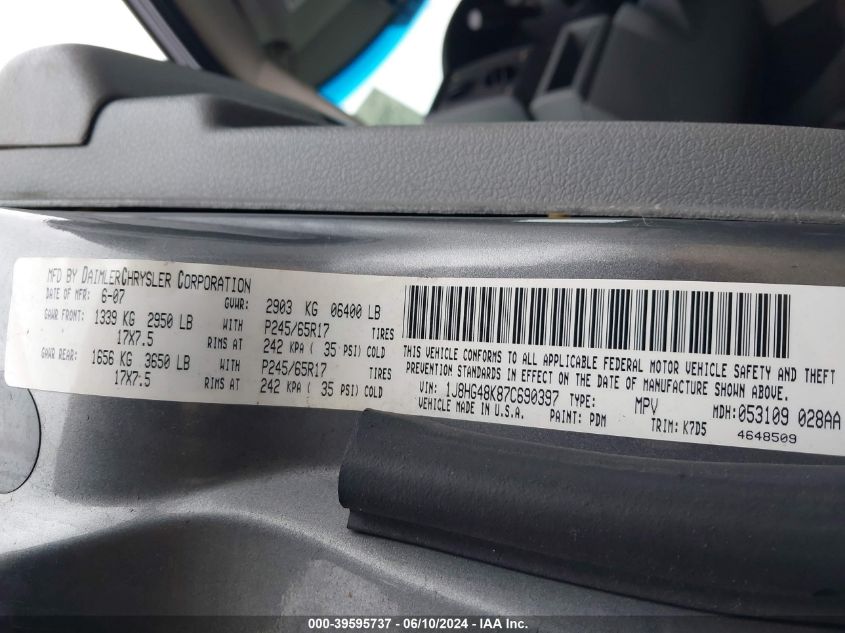 MFD BY DAIMLERCHRYSLER CORPORATION
DATE OF MFR: 6-07 GVWR: 2903 KG 06400 LB
GAWR FRONT: 1339 KG 2950 LB WITH P245/65R17 TIRES
17X7.5 RIMS AT 242 KPA ( 35 PSI) COLD
GAWR REAR: 1656 KG 3650 LB WITH P245/65R17 TIRES
17X7.5 RIMS AT 242 KPA ( 35 PSI) COLD
THIS VEHICLE CONFORMS TO ALL APPLICABLE FEDERAL MOTOR VEHICLE SAFETY AND THEFT
PREVENTION STANDARDS IN EFFECT ON THE DATE OF MANUFACTURE SHOWN ABOVE.
VIN: 1J8HG48K87C690397 TYPE: MPV MDH:053109 028AA
VEHICLE MADE IN U.S.A. PAINT: PDM TRIM: K7D5
4648509
000-39595737 - 06/10/2024 - IAA Inc.